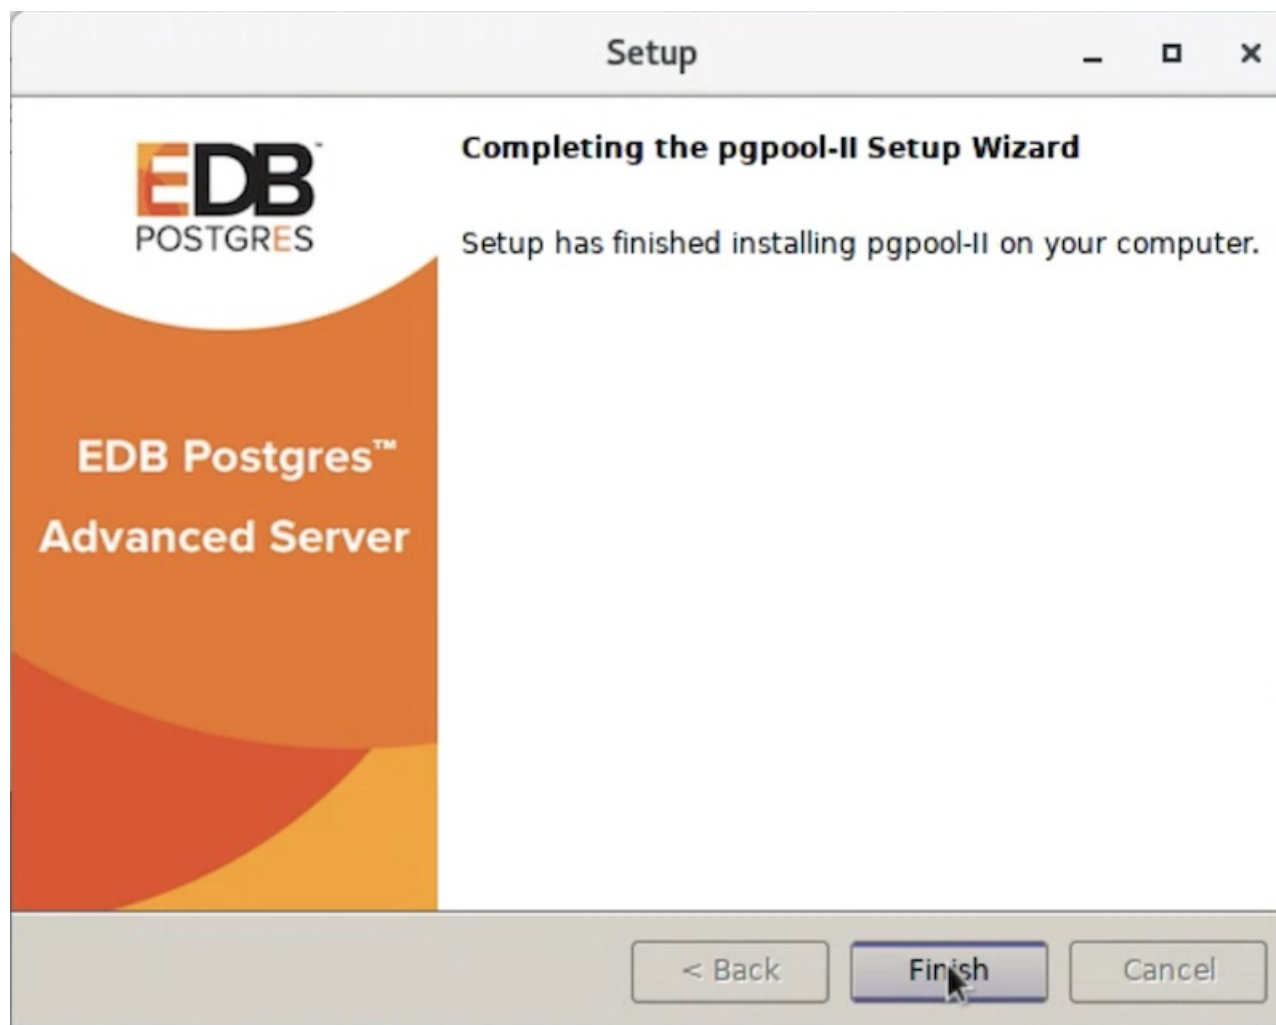 Setup
EDB™
POSTGRES
EDB Postgres™
Advanced Server
Completing the pgpool-II Setup Wizard
Setup has finished installing pgpool-II on your computer.
< Back
Finish
Cancel